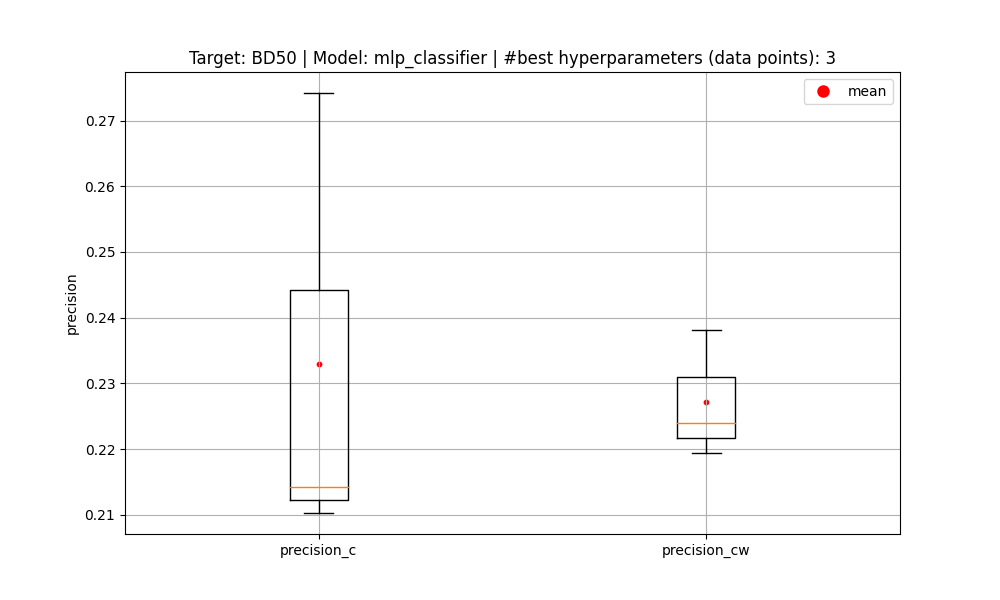 Target: BD50 | Model: mlp_classifier | #best hyperparameters (data points): 3
mean
0.27
0.26
0.25
0.24
0.23
0.22
0.21
precision
precision_c
precision_cw